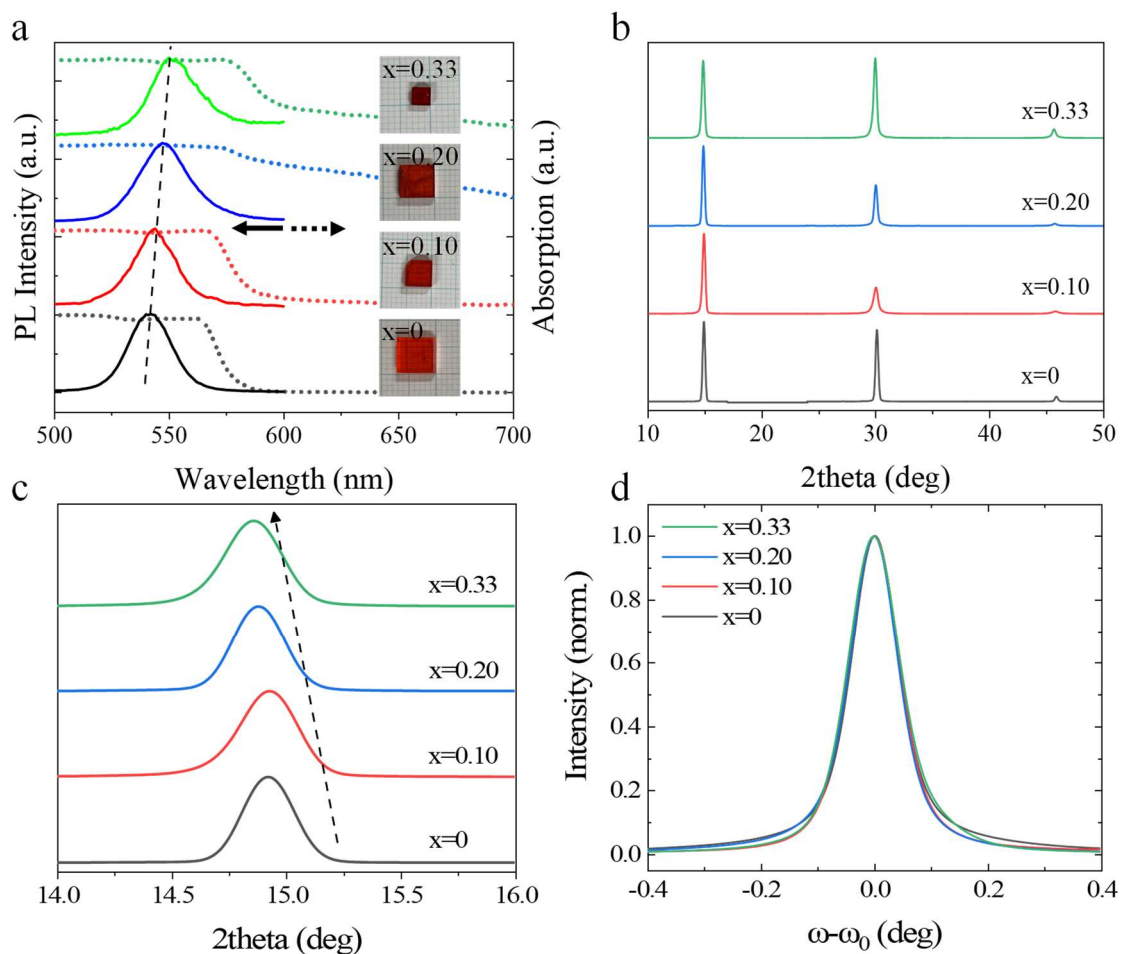 a
PL Intensity (a.u.)
Absorption (a.u.)
x=0.33
x=0.20
x=0.10
x=0
500
550
600
650
700
Wavelength (nm)
b
x=0.33
x=0.20
x=0.10
x=0
10
20
30
40
50
2theta (deg)
c
x=0.33
x=0.20
x=0.10
x=0
14.0
14.5
15.0
15.5
16.0
2theta (deg)
d
Intensity (norm.)
1.0
0.8
0.6
0.4
0.2
0.0
x=0.33
x=0.20
x=0.10
x=0
-0.4
-0.2
0.0
0.2
0.4
ω-ω₀ (deg)